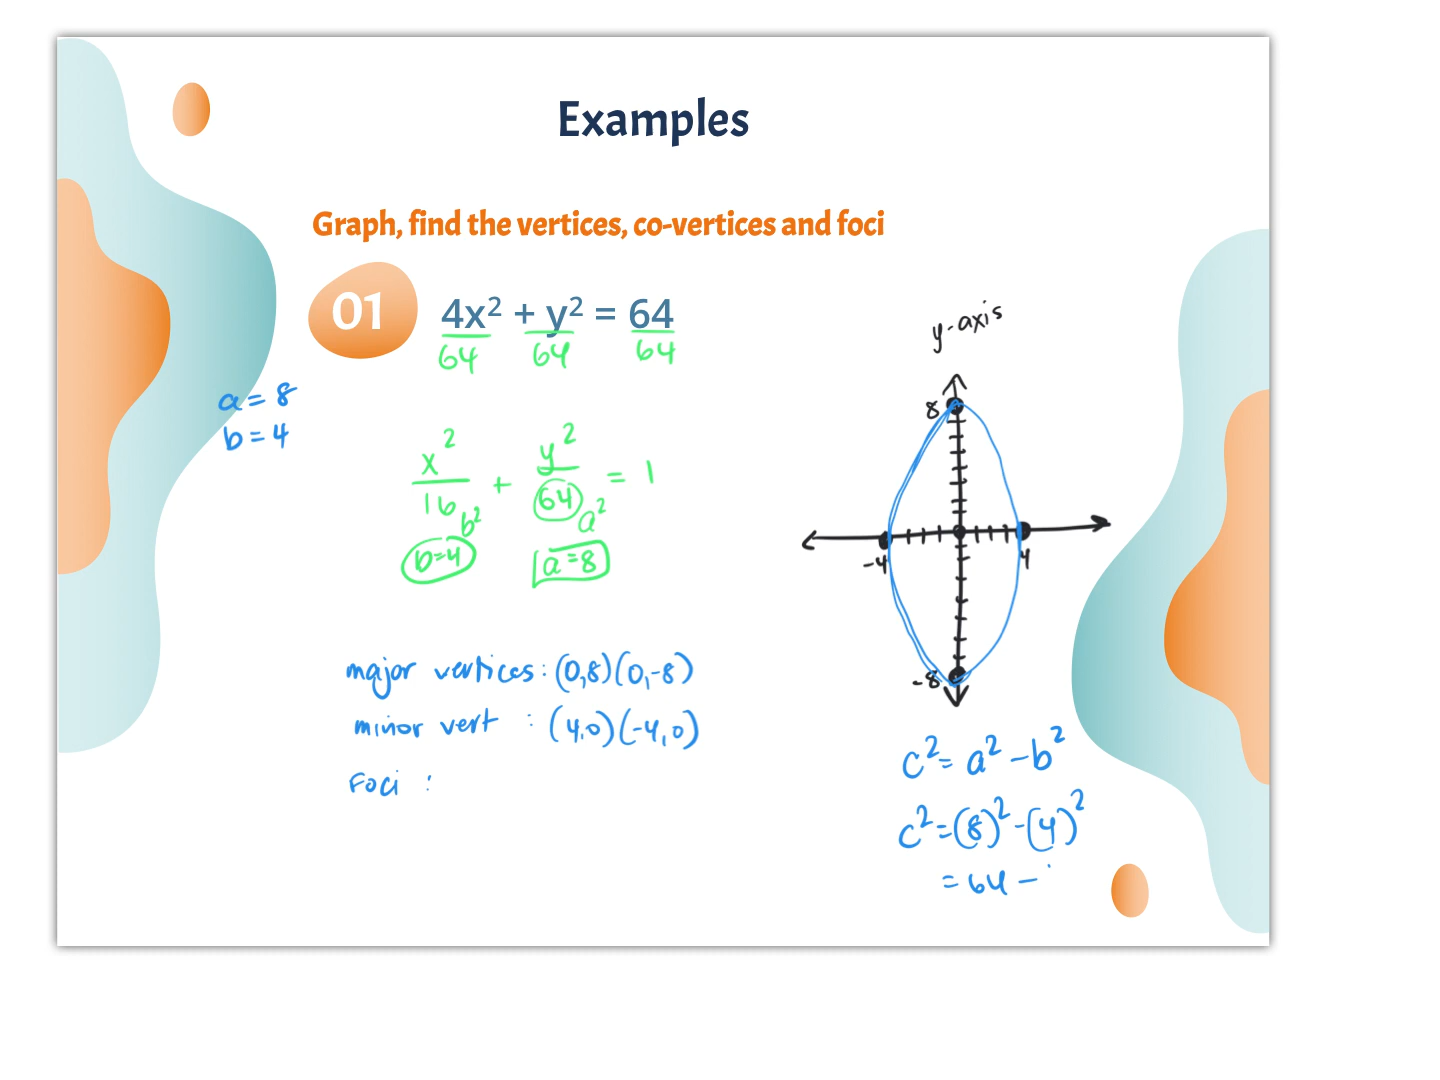 Examples
Graph, find the vertices, co-vertices and foci
01
4x² + y² = 64
64 64 64
a = 8
b = 4
x² / 16 + y² / 64 = 1
b² a²
b=4 a=8
major vertices: (0,8)(0,-8)
minor vert : (4,0)(-4,0)
Foci :
y-axis
8
-4 4
-8
c² = a² - b²
c² = (8)² - (4)²
= 64 -